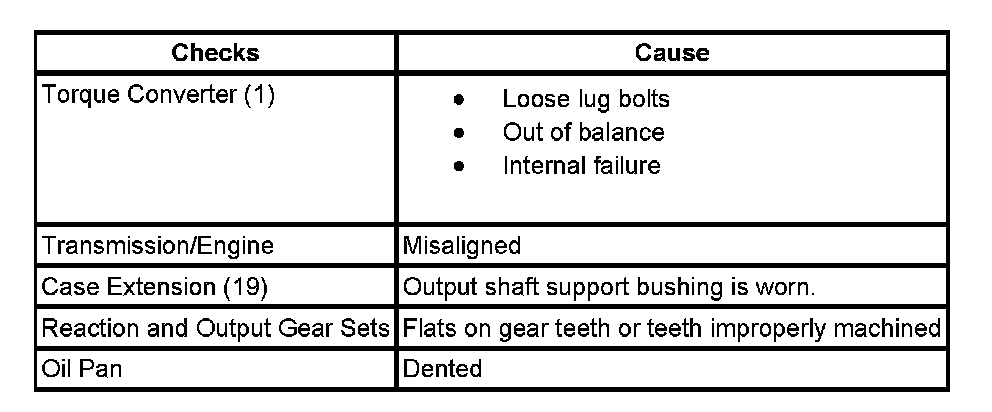 Checks Cause
Torque Converter (1)
• Loose lug bolts
• Out of balance
• Internal failure
Transmission/Engine Misaligned
Case Extension (19) Output shaft support bushing is worn.
Reaction and Output Gear Sets Flats on gear teeth or teeth improperly machined
Oil Pan Dented